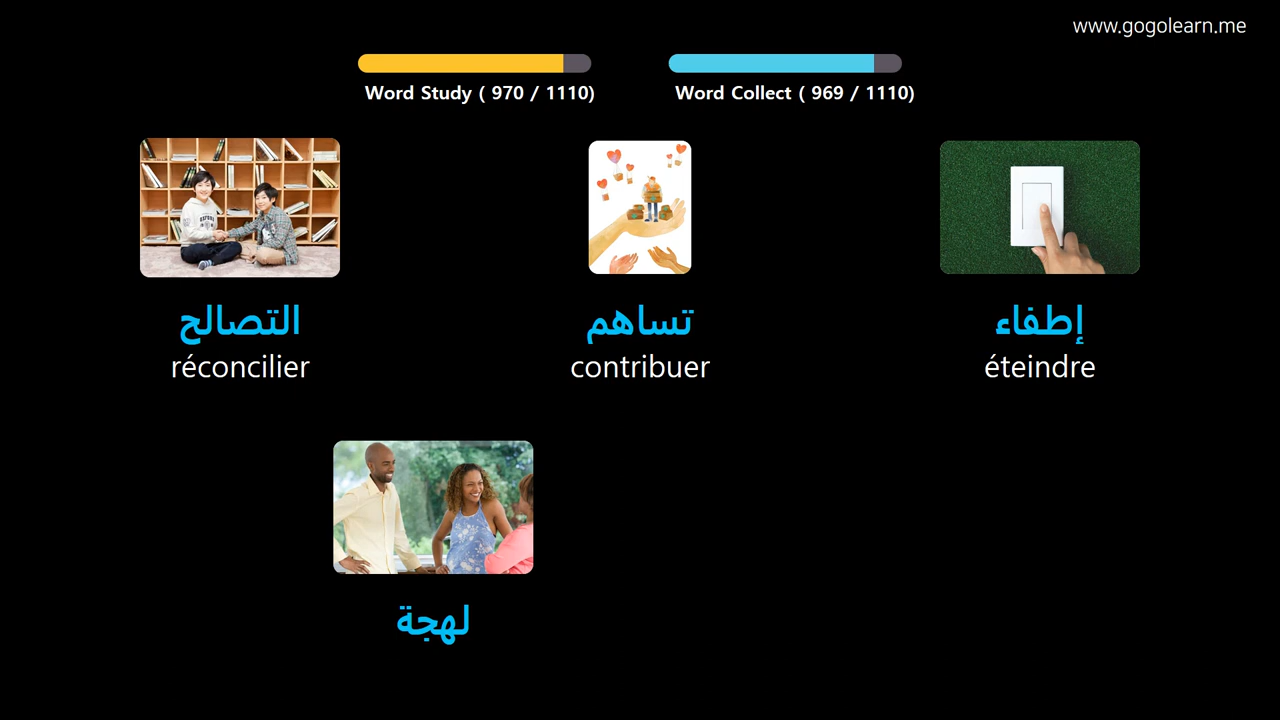 www.gogolearn.me
Word Study ( 970 / 1110)
Word Collect ( 969 / 1110)
التصالح
réconcilier
تساهم
contribuer
إطفاء
éteindre
لهجة